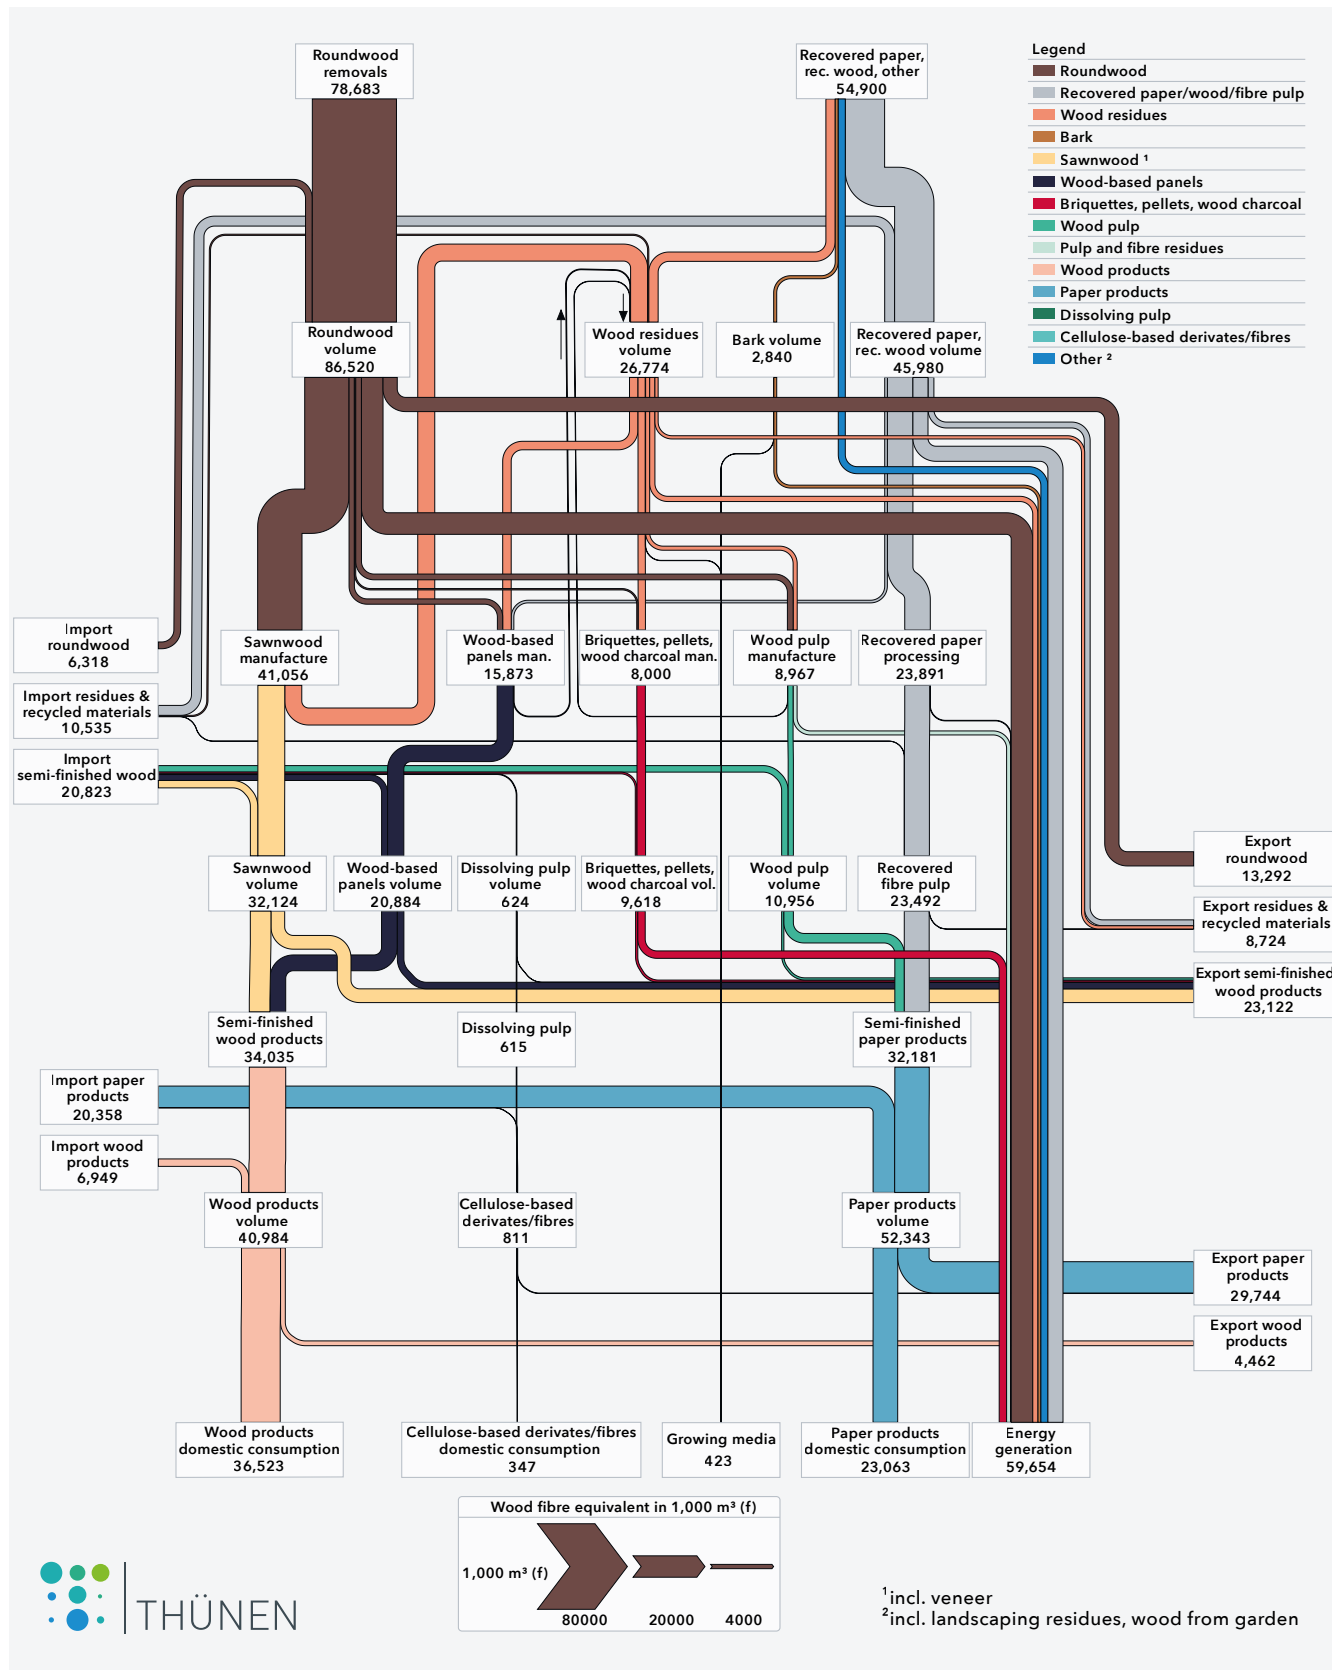 Roundwood
removals
78,683
Recovered paper,
rec. wood, other
54,900
Legend
Roundwood
Recovered paper/wood/fibre pulp
Wood residues
Bark
Sawnwood ¹
Wood-based panels
Briquettes, pellets, wood charcoal
Wood pulp
Pulp and fibre residues
Wood products
Paper products
Dissolving pulp
Cellulose-based derivates/fibres
Other ²
Roundwood
volume
86,520
Wood residues
volume
26,774
Bark volume
2,840
Recovered paper,
rec. wood volume
45,980
Import
roundwood
6,318
Sawnwood
manufacture
41,056
Wood-based
panels man.
15,873
Briquettes, pellets,
wood charcoal man.
8,000
Wood pulp
manufacture
8,967
Recovered paper
processing
23,891
Import residues &
recycled materials
10,535
Import
semi-finished wood
20,823
Sawnwood
volume
32,124
Wood-based
panels volume
20,884
Dissolving pulp
volume
624
Briquettes, pellets,
wood charcoal vol.
9,618
Wood pulp
volume
10,956
Recovered
fibre pulp
23,492
Export
roundwood
13,292
Export residues &
recycled materials
8,724
Export semi-finished
wood products
23,122
Semi-finished
wood products
34,035
Dissolving pulp
615
Semi-finished
paper products
32,181
Import paper
products
20,358
Import wood
products
6,949
Wood products
volume
40,984
Cellulose-based
derivates/fibres
811
Paper products
volume
52,343
Export paper
products
29,744
Export wood
products
4,462
Wood products
domestic consumption
36,523
Cellulose-based derivates/fibres
domestic consumption
347
Growing media
423
Paper products
domestic consumption
23,063
Energy
generation
59,654
Wood fibre equivalent in 1,000 m³ (f)
1,000 m³ (f)
80000 20000 4000
THÜNEN
¹incl. veneer
²incl. landscaping residues, wood from garden